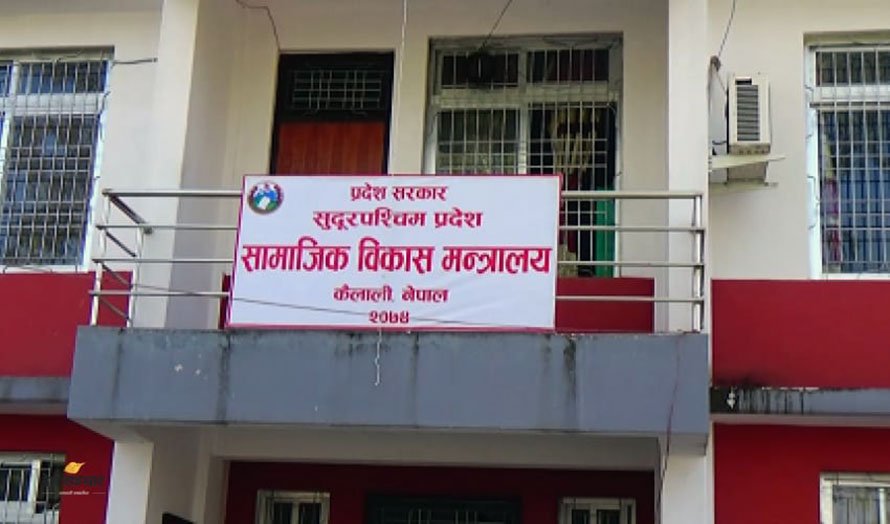 प्रदेश सरकार
सुदूरपश्चिम प्रदेश
सामाजिक विकास मन्त्रालय
कैलाली, नेपाल
२०७४